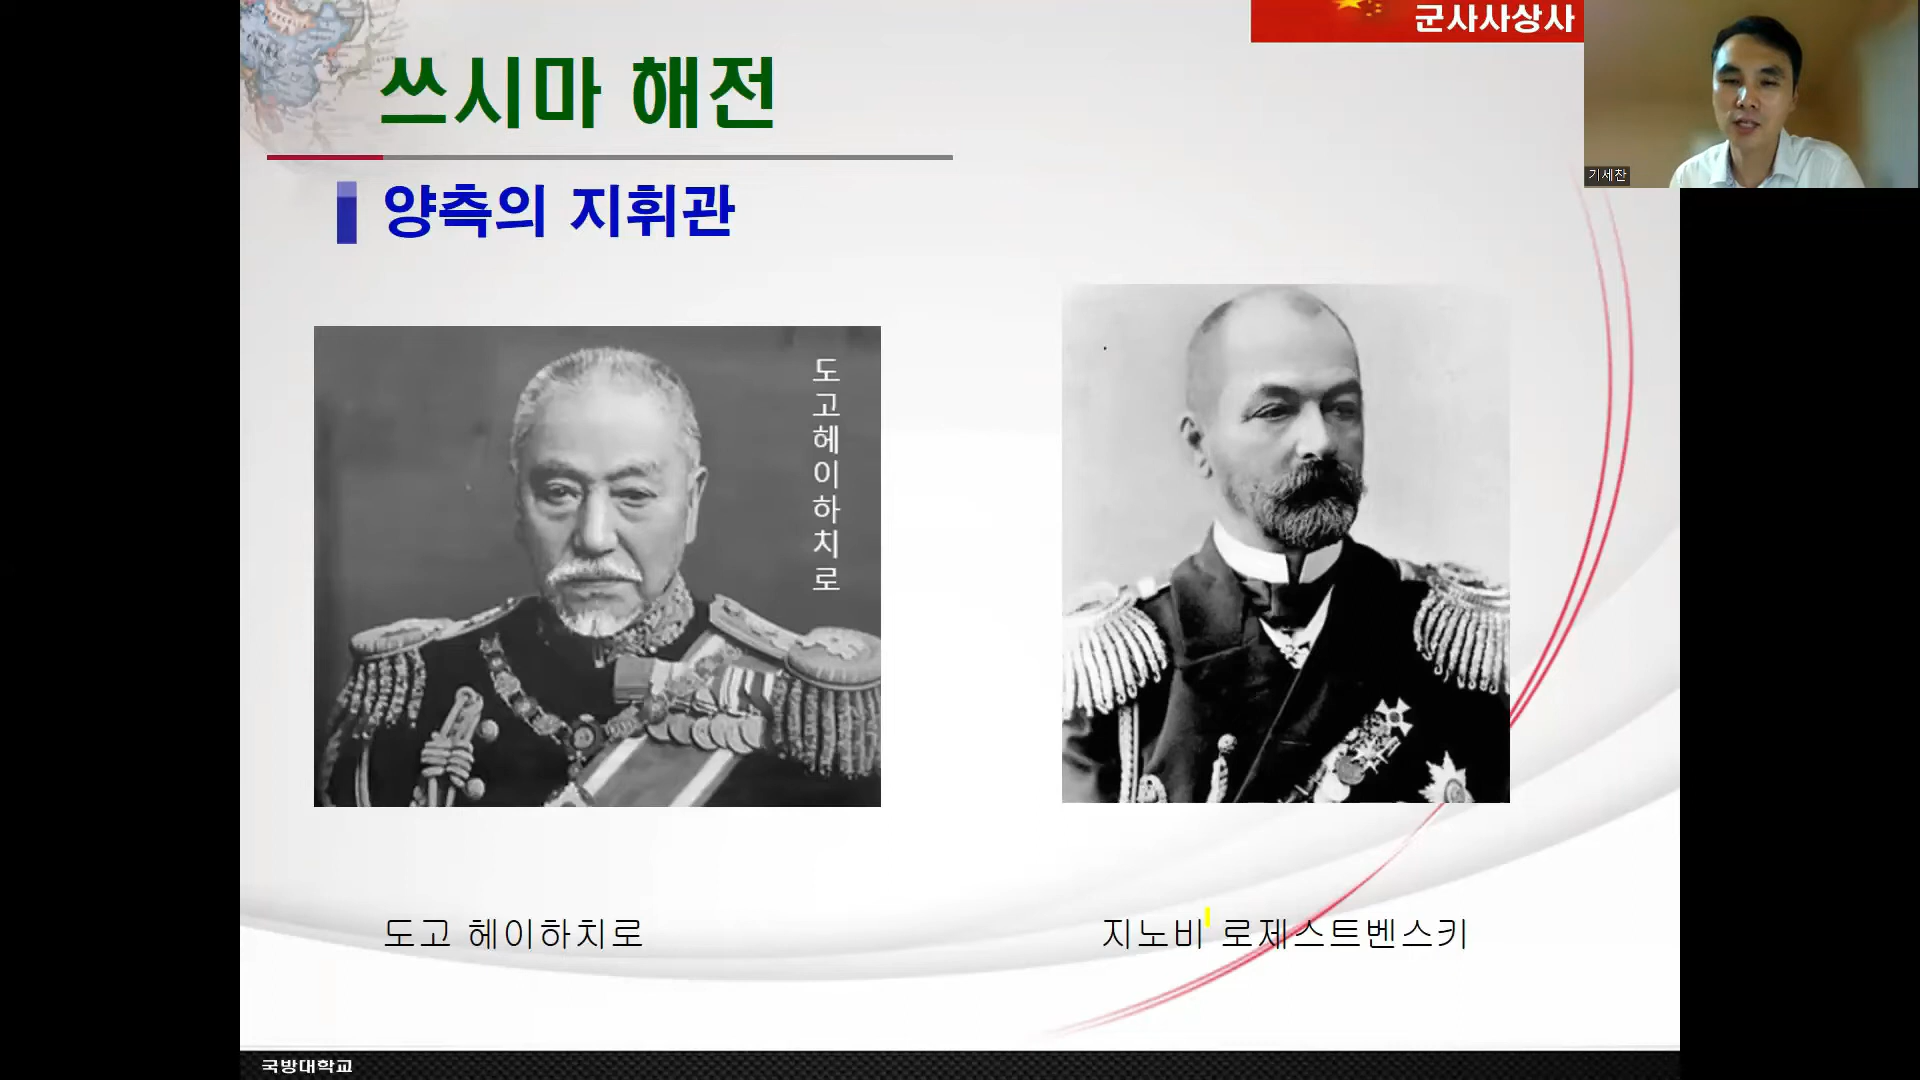 군사사상사
쓰시마 해전
기세찬
양측의 지휘관
도고헤이하치로
도고 헤이하치로
지노비 로제스트벤스키
국방대학교